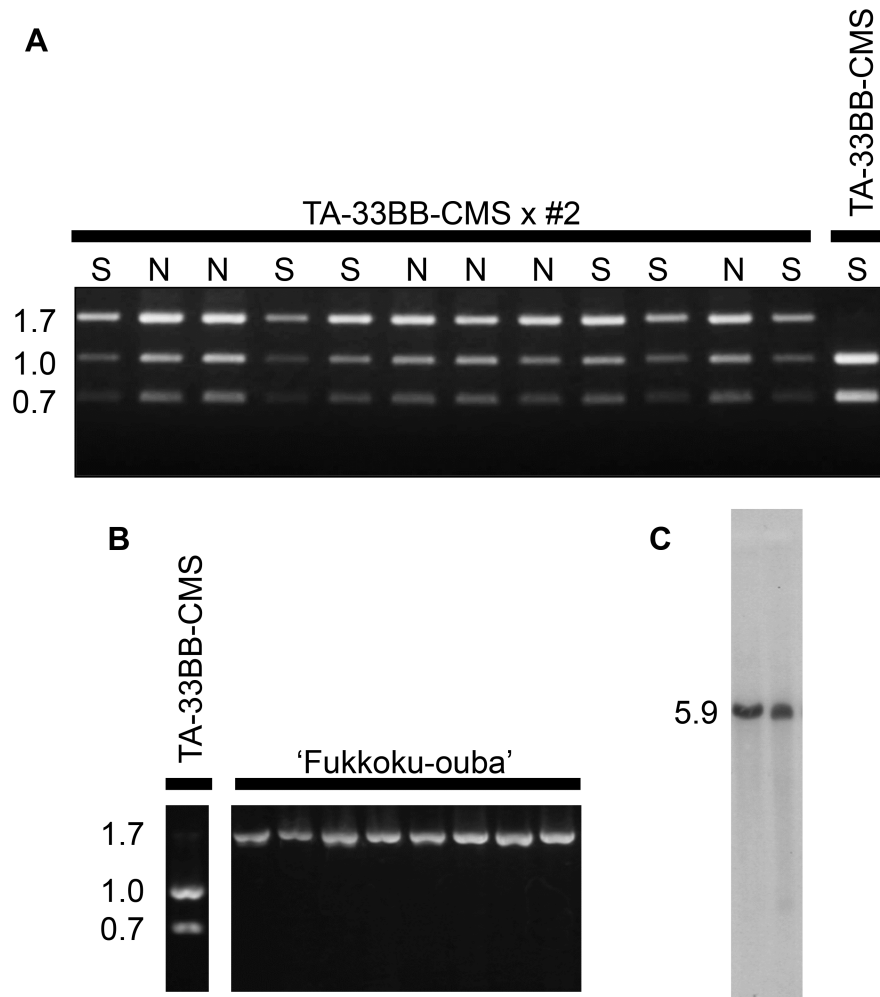 A
TA-33BB-CMS
TA-33BB-CMS x #2
S N N S S N N N S S N S S
1.7
1.0
0.7
B
C
TA-33BB-CMS
‘Fukkoku-ouba’
5.9
1.7
1.0
0.7